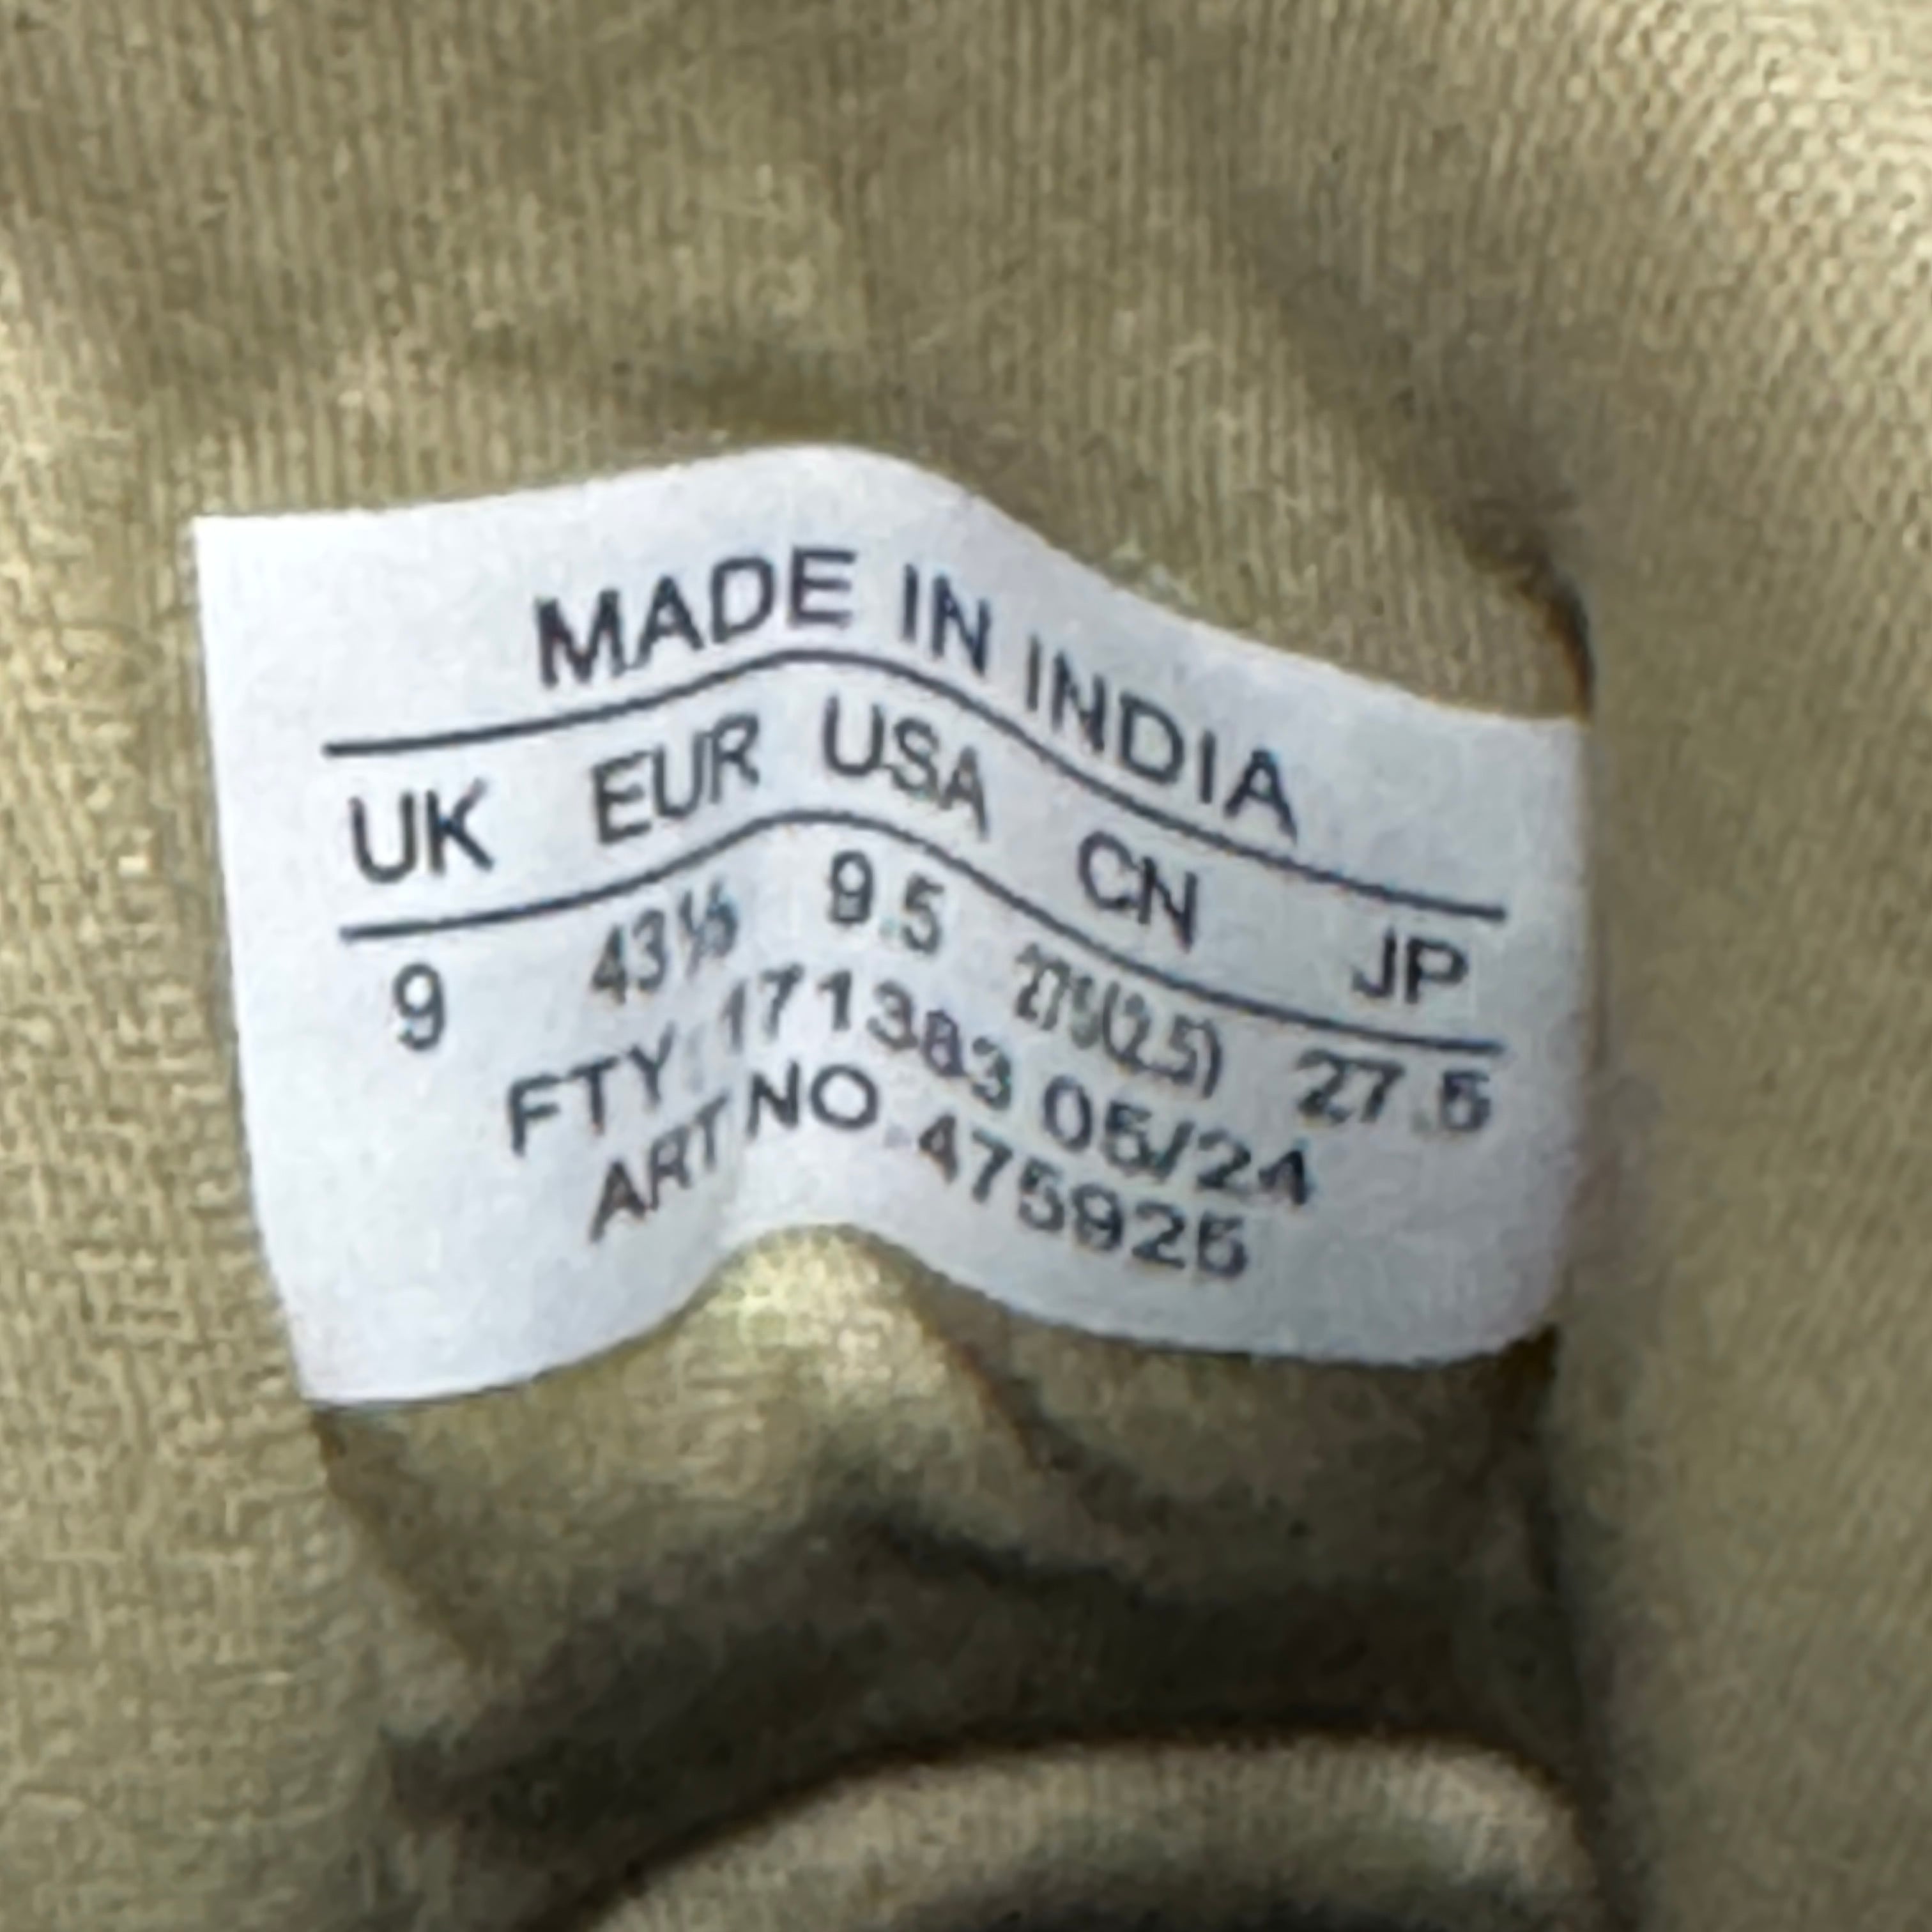 MADE IN INDIA
UK EUR USA CN JP
9 43⅓ 9.5 275(2.5) 27.5
FTY 171383 05/24
ART NO. 475925